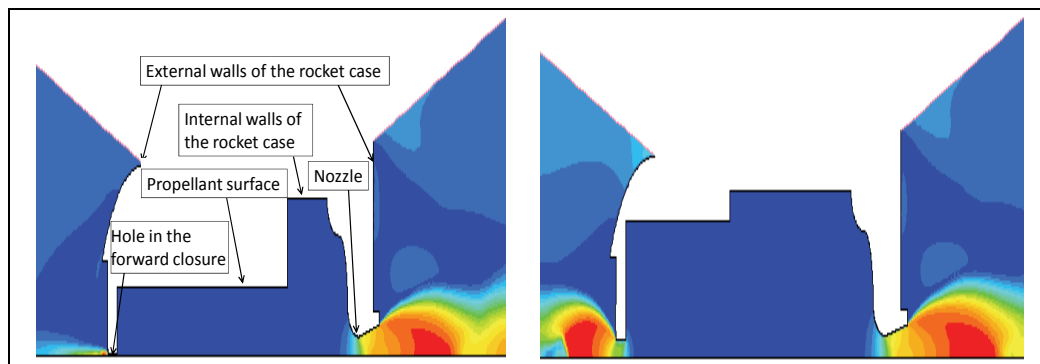 External walls of the rocket case
Internal walls of
the rocket case
Nozzle
Propellant surface
Hole in the
forward closure